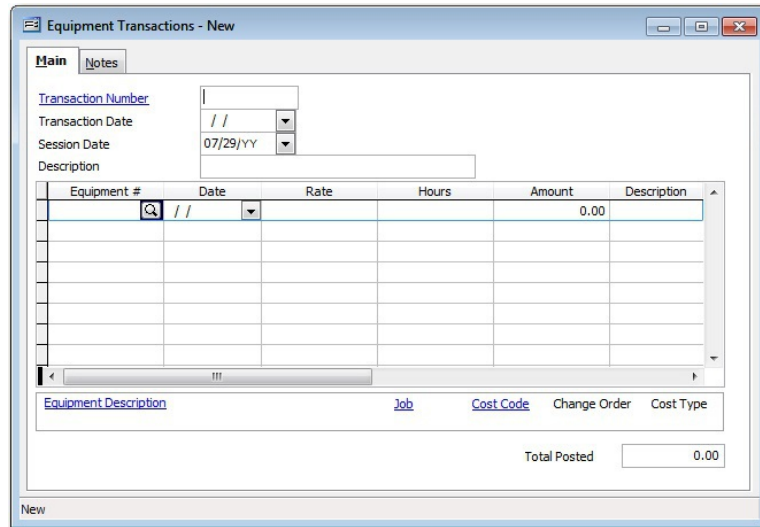 Equipment Transactions - New
Main Notes
Transaction Number
Transaction Date / /
Session Date 07/29/YY
Description
Equipment # Date Rate Hours Amount Description
/ / 0.00
Equipment Description Job Cost Code Change Order Cost Type
Total Posted 0.00
New